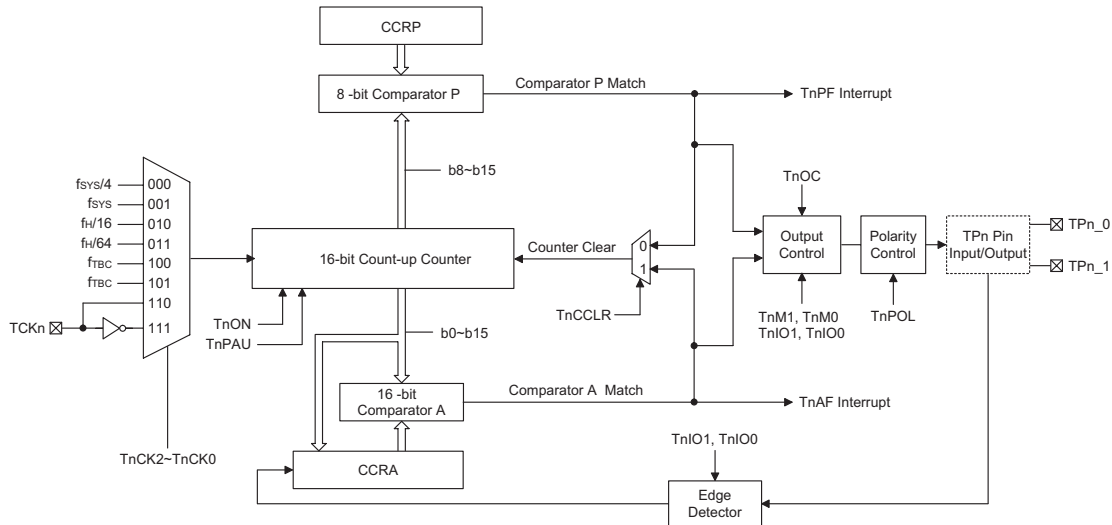 CCRP
8 -bit Comparator P
Comparator P Match
TnPF Interrupt
b8~b15
fSYS/4
000
fSYS
001
fH/16
010
fH/64
011
fTBC
100
fTBC
101
110
111
TCKn
TnCK2~TnCK0
16-bit Count-up Counter
TnON
TnPAU
Counter Clear
0
1
TnCCLR
b0~b15
TnOC
Output
Control
TnM1, TnM0
TnIO1, TnIO0
Polarity
Control
TnPOL
TPn Pin
Input/Output
TPn_0
TPn_1
16 -bit
Comparator A
Comparator A Match
TnAF Interrupt
CCRA
TnIO1, TnIO0
Edge
Detector